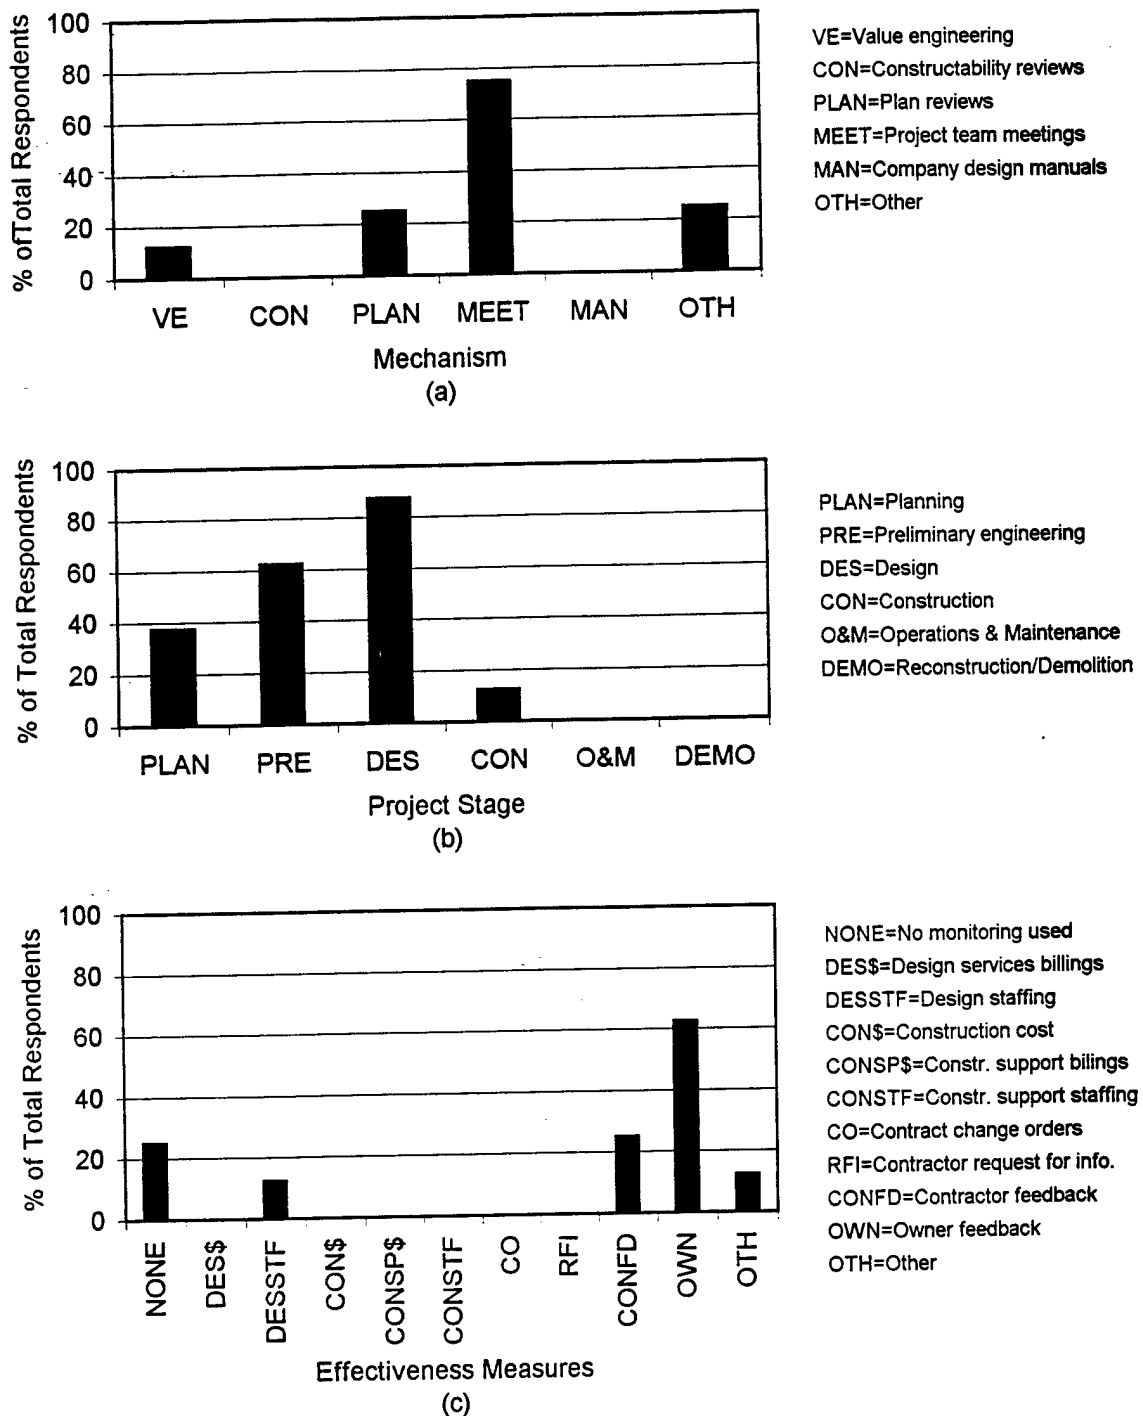 % ofTotal Respondents
100
80
60
40
20
0
VE CON PLAN MEET MAN OTH
Mechanism
(a)
VE=Value engineering
CON=Constructability reviews
PLAN=Plan reviews
MEET=Project team meetings
MAN=Company design manuals
OTH=Other
% of Total Respondents
100
80
60
40
20
0
PLAN PRE DES CON O&M DEMO
Project Stage
(b)
PLAN=Planning
PRE=Preliminary engineering
DES=Design
CON=Construction
O&M=Operations & Maintenance
DEMO=Reconstruction/Demolition
% of Total Respondents
100
80
60
40
20
0
NONE DES$ DESSTF CON$ CONSP$ CONSTF CO RFI CONFD OWN OTH
Effectiveness Measures
(c)
NONE=No monitoring used
DES$=Design services billings
DESSTF=Design staffing
CON$=Construction cost
CONSP$=Constr. support bilings
CONSTF=Constr. support staffing
CO=Contract change orders
RFI=Contractor request for info.
CONFD=Contractor feedback
OWN=Owner feedback
OTH=Other